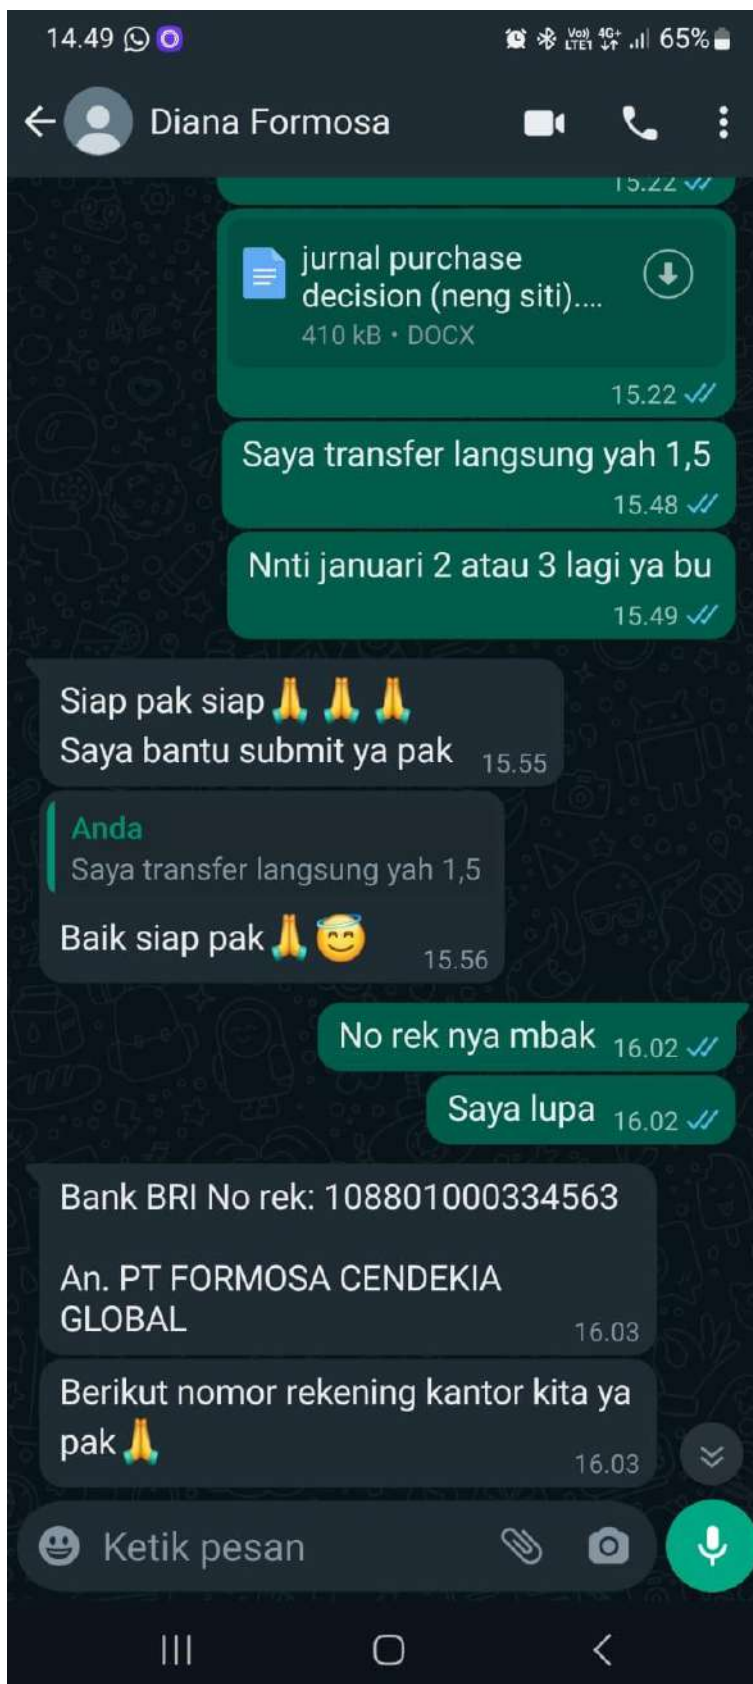 14.49
Vo)) LTE1 4G+ 65%
Diana Formosa
15.22
jurnal purchase
decision (neng siti)....
410 kB • DOCX
15.22
Saya transfer langsung yah 1,5
15.48
Nnti januari 2 atau 3 lagi ya bu
15.49
Siap pak siap🙏🙏🙏
Saya bantu submit ya pak 15.55
Anda
Saya transfer langsung yah 1,5
Baik siap pak🙏😇 15.56
No rek nya mbak 16.02
Saya lupa 16.02
Bank BRI No rek: 108801000334563
An. PT FORMOSA CENDEKIA
GLOBAL
16.03
Berikut nomor rekening kantor kita ya
pak🙏
16.03
Ketik pesan